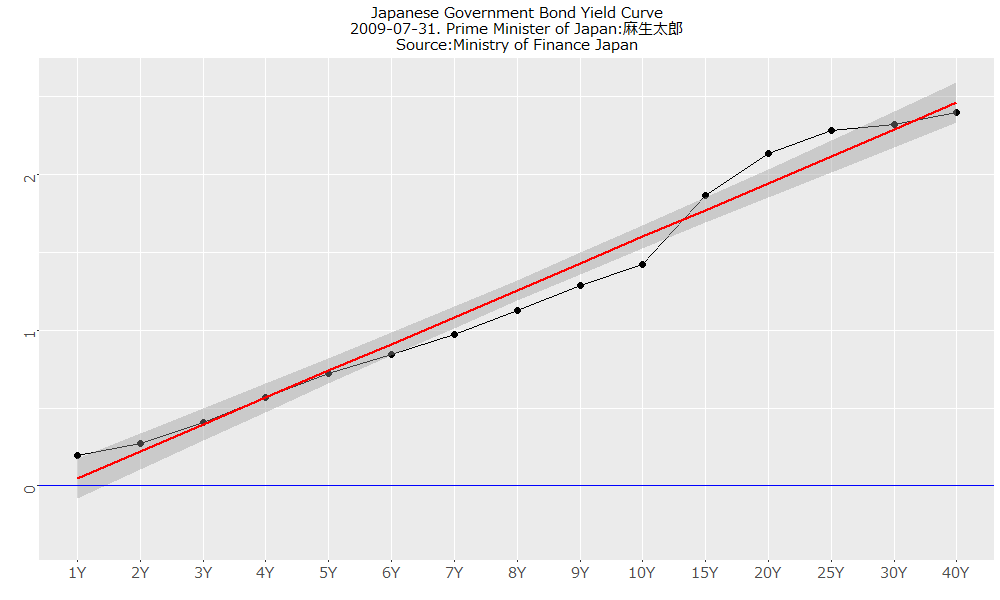 Japanese Government Bond Yield Curve
2009-07-31. Prime Minister of Japan:麻生太郎
Source:Ministry of Finance Japan
2
1
0
1Y 2Y 3Y 4Y 5Y 6Y 7Y 8Y 9Y 10Y 15Y 20Y 25Y 30Y 40Y